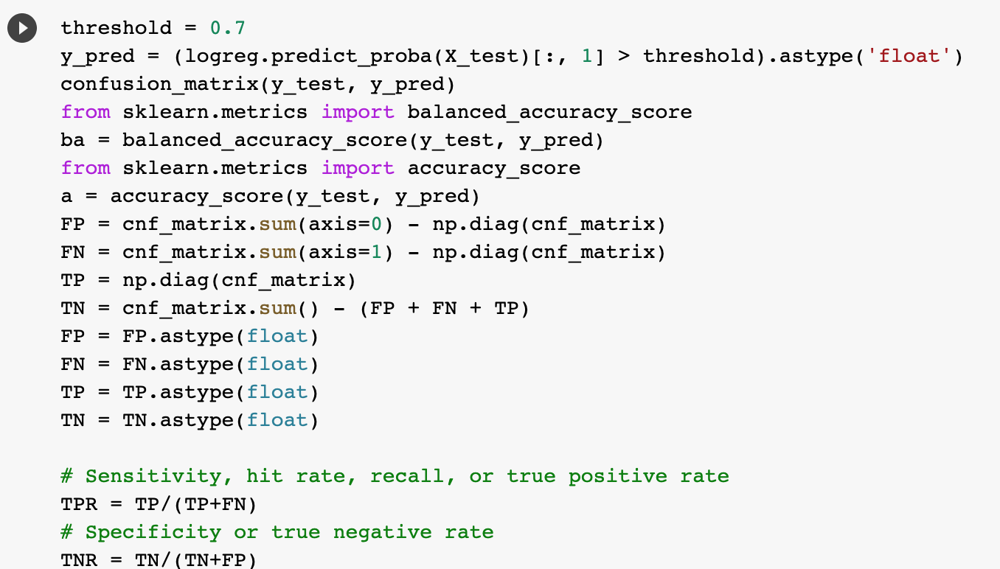 threshold = 0.7
y_pred = (logreg.predict_proba(X_test)[:, 1] > threshold).astype('float')
confusion_matrix(y_test, y_pred)
from sklearn.metrics import balanced_accuracy_score
ba = balanced_accuracy_score(y_test, y_pred)
from sklearn.metrics import accuracy_score
a = accuracy_score(y_test, y_pred)
FP = cnf_matrix.sum(axis=0) - np.diag(cnf_matrix)
FN = cnf_matrix.sum(axis=1) - np.diag(cnf_matrix)
TP = np.diag(cnf_matrix)
TN = cnf_matrix.sum() - (FP + FN + TP)
FP = FP.astype(float)
FN = FN.astype(float)
TP = TP.astype(float)
TN = TN.astype(float)
# Sensitivity, hit rate, recall, or true positive rate
TPR = TP/(TP+FN)
# Specificity or true negative rate
TNR = TN/(TN+FP)